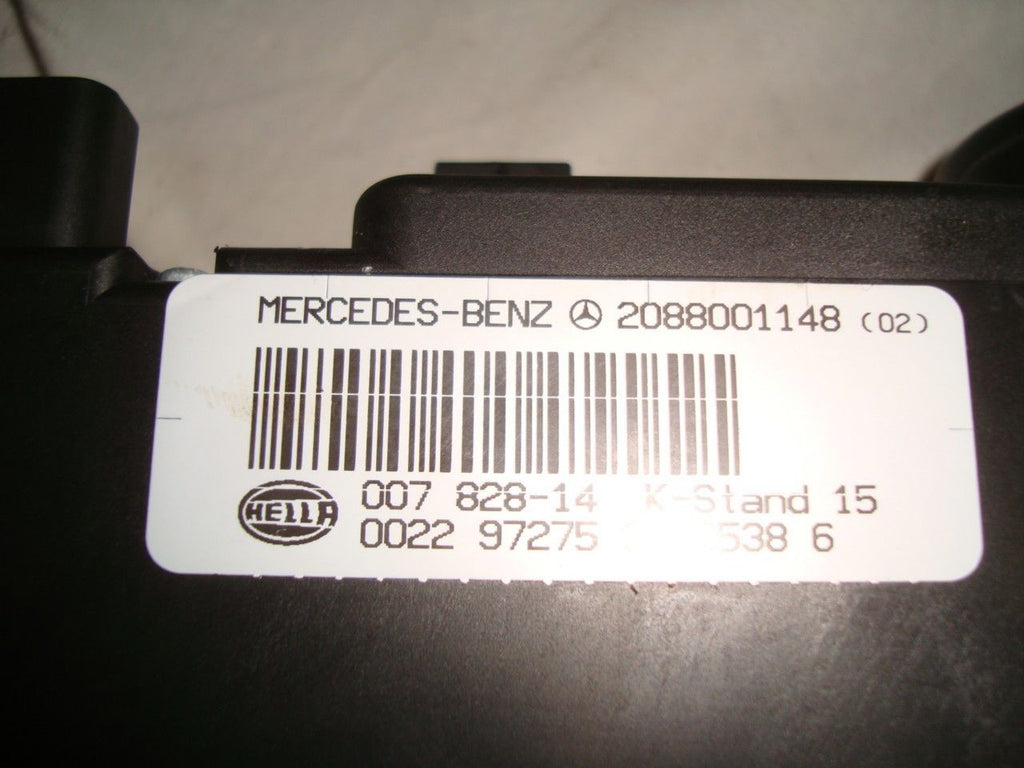 MERCEDES-BENZ 2088001148 (02)
HELLA
007 828-14 K-Stand 15
0022 97275 6